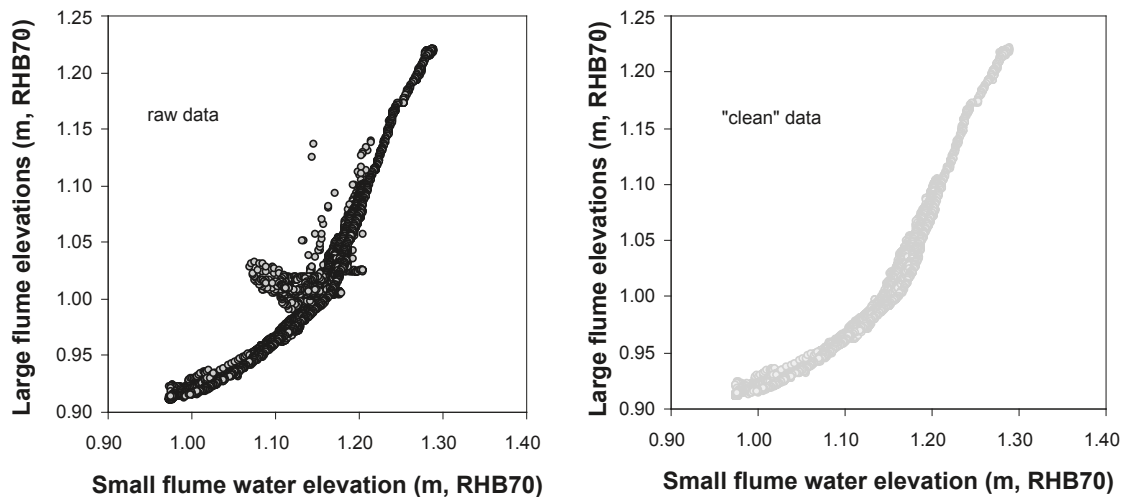 Large flume elevations (m, RHB70)
1.25
1.20
1.15
1.10
1.05
1.00
0.95
0.90
raw data
0.90 1.00 1.10 1.20 1.30 1.40
Small flume water elevation (m, RHB70)
Large flume elevations (m, RHB70)
1.25
1.20
1.15
1.10
1.05
1.00
0.95
0.90
"clean" data
0.90 1.00 1.10 1.20 1.30 1.40
Small flume water elevation (m, RHB70)